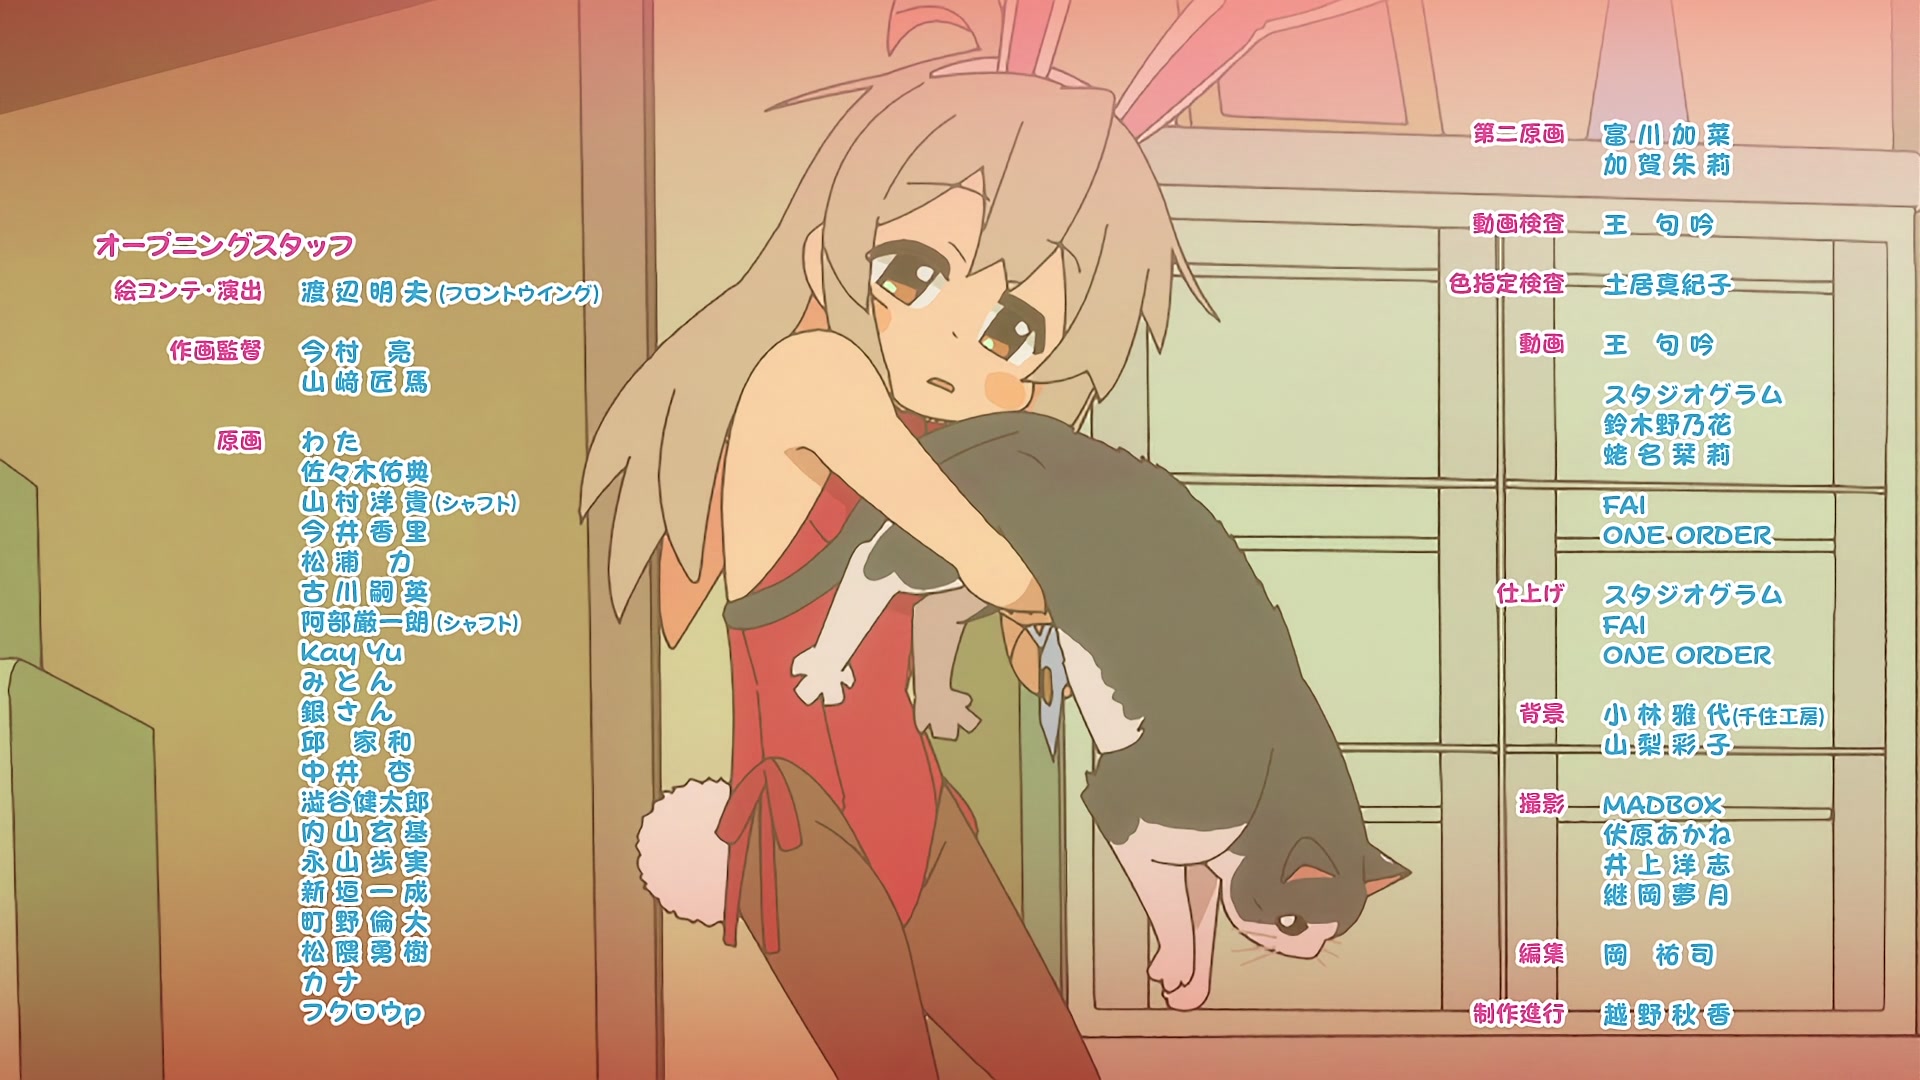 オープニングスタッフ
絵コンテ・演出 渡辺明夫(フロントウイング)
作画監督 今村 亮
山﨑匠馬
原画 わた
佐々木佑典
山村洋貴(シャフト)
今井香里
松浦 力
古川嗣英
阿部厳一朗(シャフト)
Kay Yu
みとん
銀さん
邱 家和
中井 杏
澁谷健太郎
内山玄基
永山歩実
新垣一成
町野倫大
松隈勇樹
カナ
フクロウp
第二原画 富川加菜
加賀朱莉
動画検査 王 句吟
色指定検査 土居真紀子
動画 王 句吟
スタジオグラム
鈴木野乃花
蛯名栞莉
FAI
ONE ORDER
仕上げ スタジオグラム
FAI
ONE ORDER
背景 小林雅代(千住工房)
山梨彩子
撮影 MADBOX
伏原あかね
井上洋志
継岡夢月
編集 岡 祐司
制作進行 越野秋香